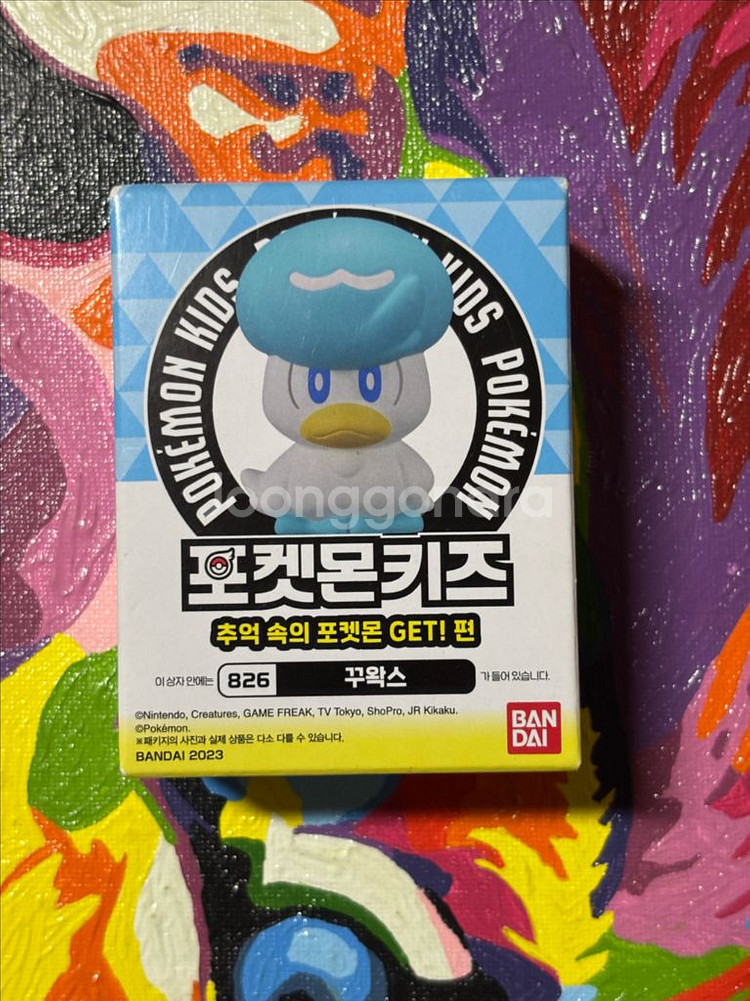 POKÉMON KIDS
KIDS POKÉMON
joonggonara
포켓몬키즈
추억 속의 포켓몬 GET! 편
이 상자 안에는 826 꾸왁스 가 들어 있습니다.
©Nintendo, Creatures, GAME FREAK, TV Tokyo, ShoPro, JR Kikaku.
©Pokémon.
※패키지의 사진과 실제 상품은 다소 다를 수 있습니다.
BANDAI 2023
BAN
DAI